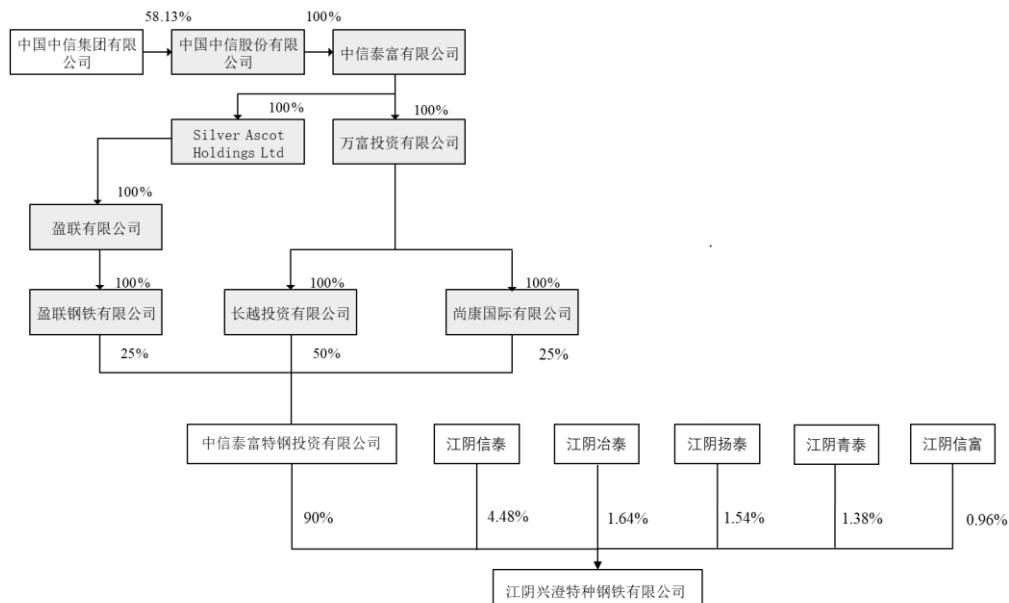 58.13%
100%
中国中信集团有限
公司
中国中信股份有限
公司
中信泰富有限公司
100%
100%
Silver Ascot
Holdings Ltd
万富投资有限公司
100%
盈联有限公司
100%
100%
100%
盈联钢铁有限公司
长越投资有限公司
尚康国际有限公司
25%
50%
25%
中信泰富特钢投资有限公司
江阴信泰
江阴冶泰
江阴扬泰
江阴青泰
江阴信富
90%
4.48%
1.64%
1.54%
1.38%
0.96%
江阴兴澄特种钢铁有限公司